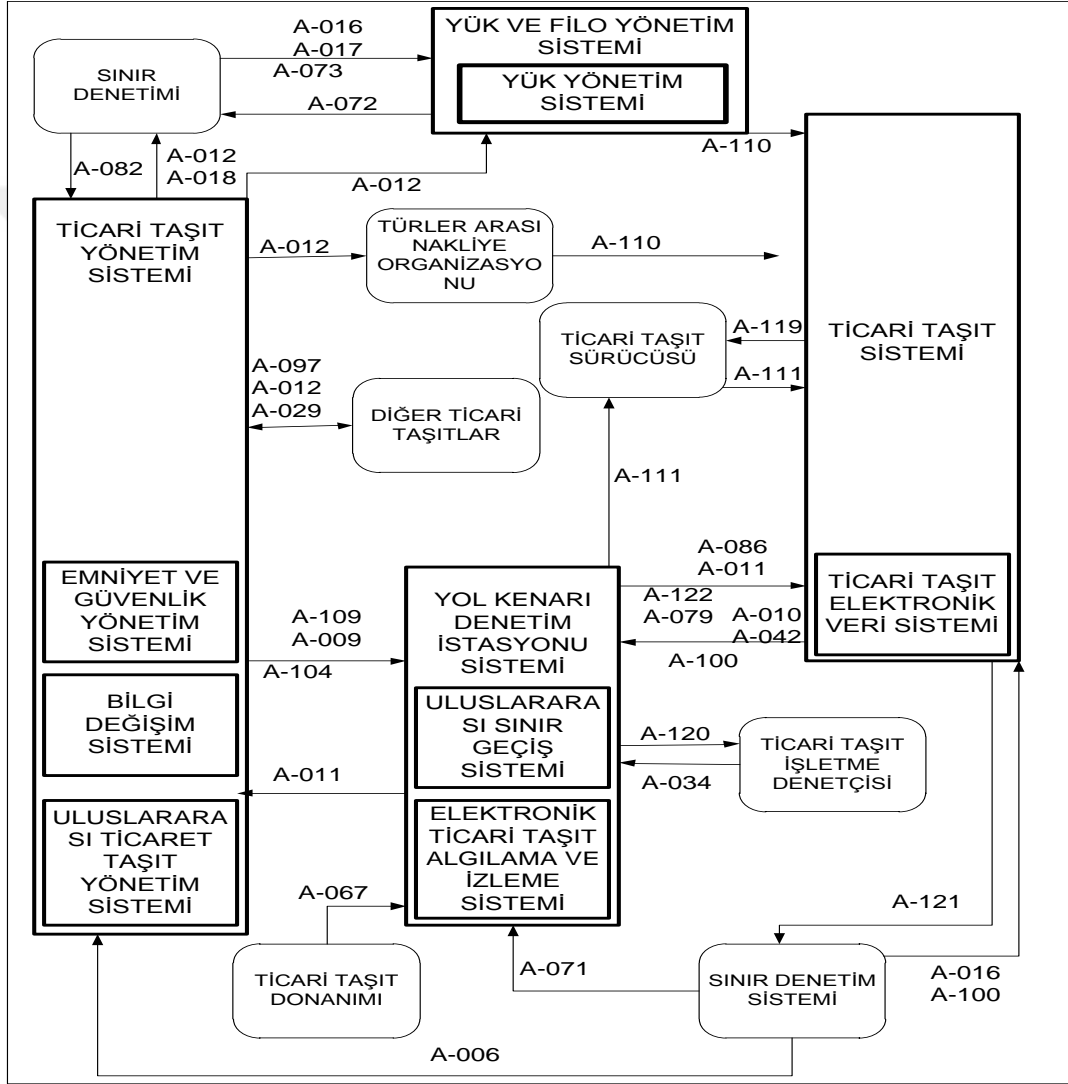 A-016
A-017
A-073
A-072
SINIR
DENETİMİ
YÜK VE FİLO YÖNETİM
SİSTEMİ
YÜK YÖNETİM
SİSTEMİ
A-110
A-082
A-012
A-018
A-012
TİCARİ TAŞIT
YÖNETİM
SİSTEMİ
A-012
TÜRLER ARASI
NAKLİYE
ORGANİZASYO
NU
A-110
TİCARİ TAŞIT
SÜRÜCÜSÜ
A-119
A-111
TİCARİ TAŞIT
SİSTEMİ
A-097
A-012
A-029
DİĞER TİCARİ
TAŞITLAR
A-111
EMNİYET VE
GÜVENLİK
YÖNETİM
SİSTEMİ
A-109
A-009
A-104
YOL KENARI
DENETİM
İSTASYONU
SİSTEMİ
A-086
A-011
A-122
A-079
A-010
A-042
A-100
TİCARİ TAŞIT
ELEKTRONİK
VERİ SİSTEMİ
BİLGİ
DEĞİŞİM
SİSTEMİ
ULUSLARARA
SI SINIR
GEÇİŞ
SİSTEMİ
A-120
A-034
TİCARİ TAŞIT
İŞLETME
DENETÇİSİ
A-011
ULUSLARARA
SI TİCARET
TAŞIT
YÖNETİM
SİSTEMİ
ELEKTRONİK
TİCARİ TAŞIT
ALGILAMA VE
İZLEME
SİSTEMİ
A-067
A-121
TİCARİ TAŞIT
DONANIMI
A-071
SINIR DENETİM
SİSTEMİ
A-016
A-100
A-006